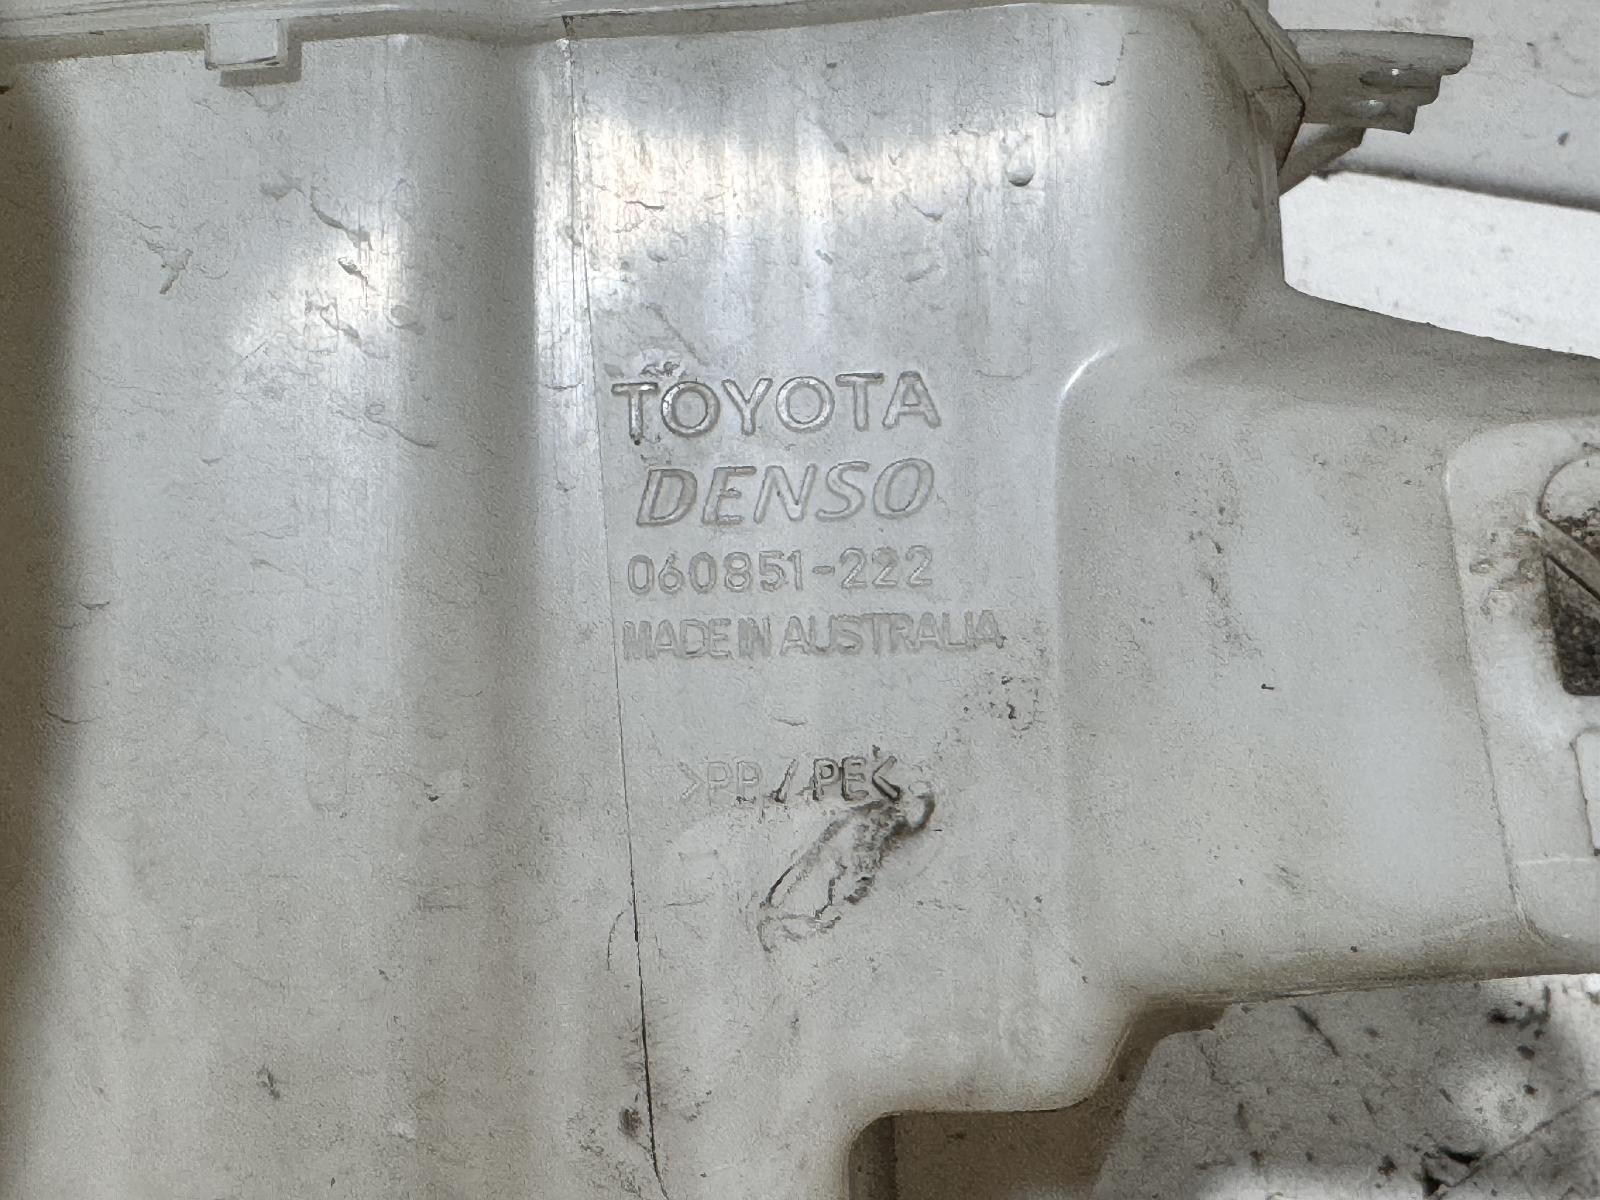 TOYOTA
DENSO
060851-222
MADE IN AUSTRALIA
>PP/PE<